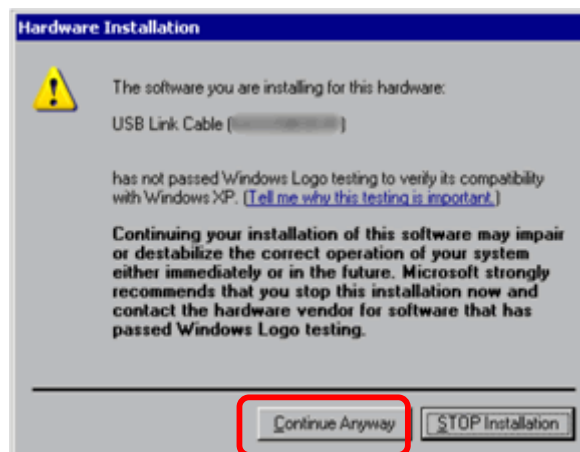 Hardware Installation
The software you are installing for this hardware:
USB Link Cable ( )
has not passed Windows Logo testing to verify its compatibility
with Windows XP. (Tell me why this testing is important.)
Continuing your installation of this software may impair
or destabilize the correct operation of your system
either immediately or in the future. Microsoft strongly
recommends that you stop this installation now and
contact the hardware vendor for software that has
passed Windows Logo testing.
Continue Anyway STOP Installation